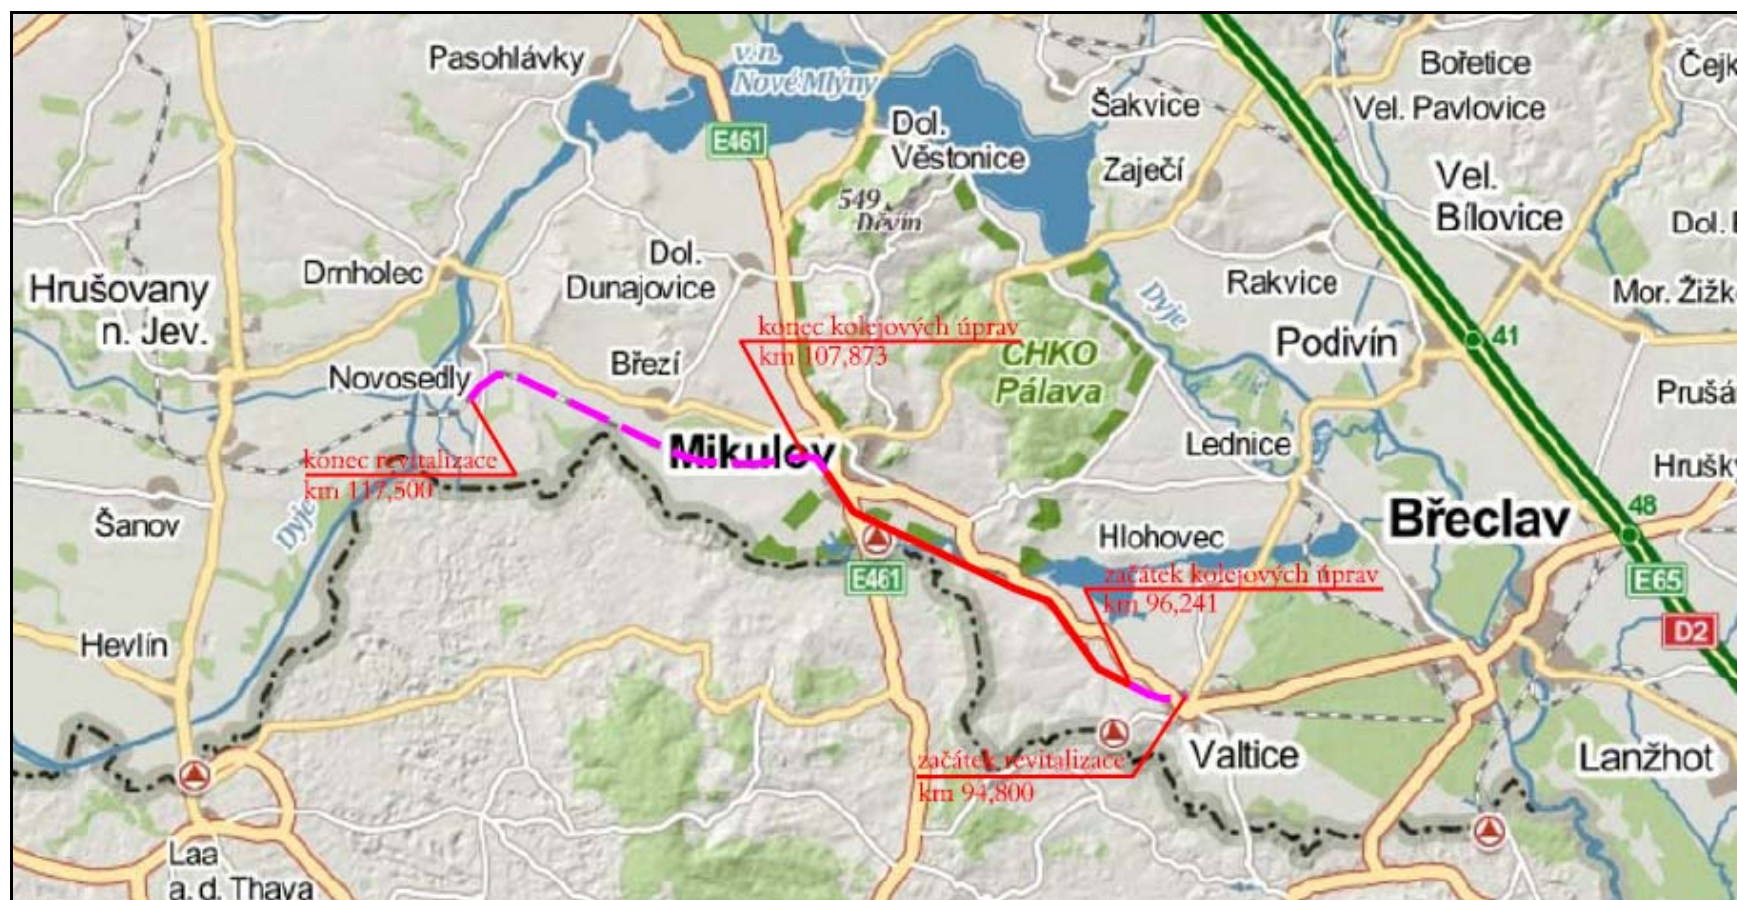 Pasohlávky
v.n.
Nové Mlýny
Bořetice
Čejk
Šakvice
Vel. Pavlovice
E461
Dol.
Věstonice
Zaječí
Vel.
Bílovice
549
Děvín
Dol.
Dunajovice
Drnholec
Hrušovany
n. Jev.
Rakvice
Dyje
Mor. Žižk
Podivín
41
konec kolejových úprav
km 107,873
CHKO
Pálava
Březí
Novosedly
Prušá
Mikulov
Lednice
konec revitalizace
km 117,500
Hrušky
Šanov
Dyje
Břeclav
48
Hlohovec
začátek kolejových úprav
km 96,241
E461
E65
D2
Hevlín
začátek revitalizace
km 94,800
Valtice
Lanžhot
Laa
a. d. Thaya